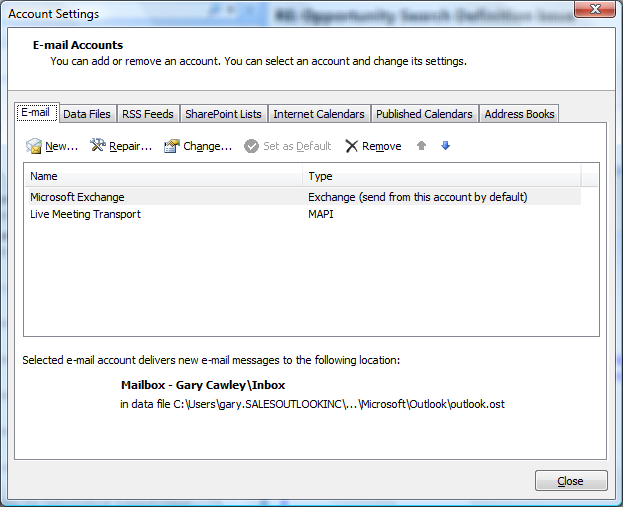 Account Settings
RE: Opportunity Search Definition Issue
E-mail Accounts
You can add or remove an account. You can select an account and change its settings.
E-mail Data Files RSS Feeds SharePoint Lists Internet Calendars Published Calendars Address Books
New... Repair... Change... Set as Default Remove
Name Type
Microsoft Exchange Exchange (send from this account by default)
Live Meeting Transport MAPI
Selected e-mail account delivers new e-mail messages to the following location:
Mailbox - Gary Cawley\Inbox
in data file C:\Users\gary.SALESOUTLOOKINC\...\Microsoft\Outlook\outlook.ost
Close